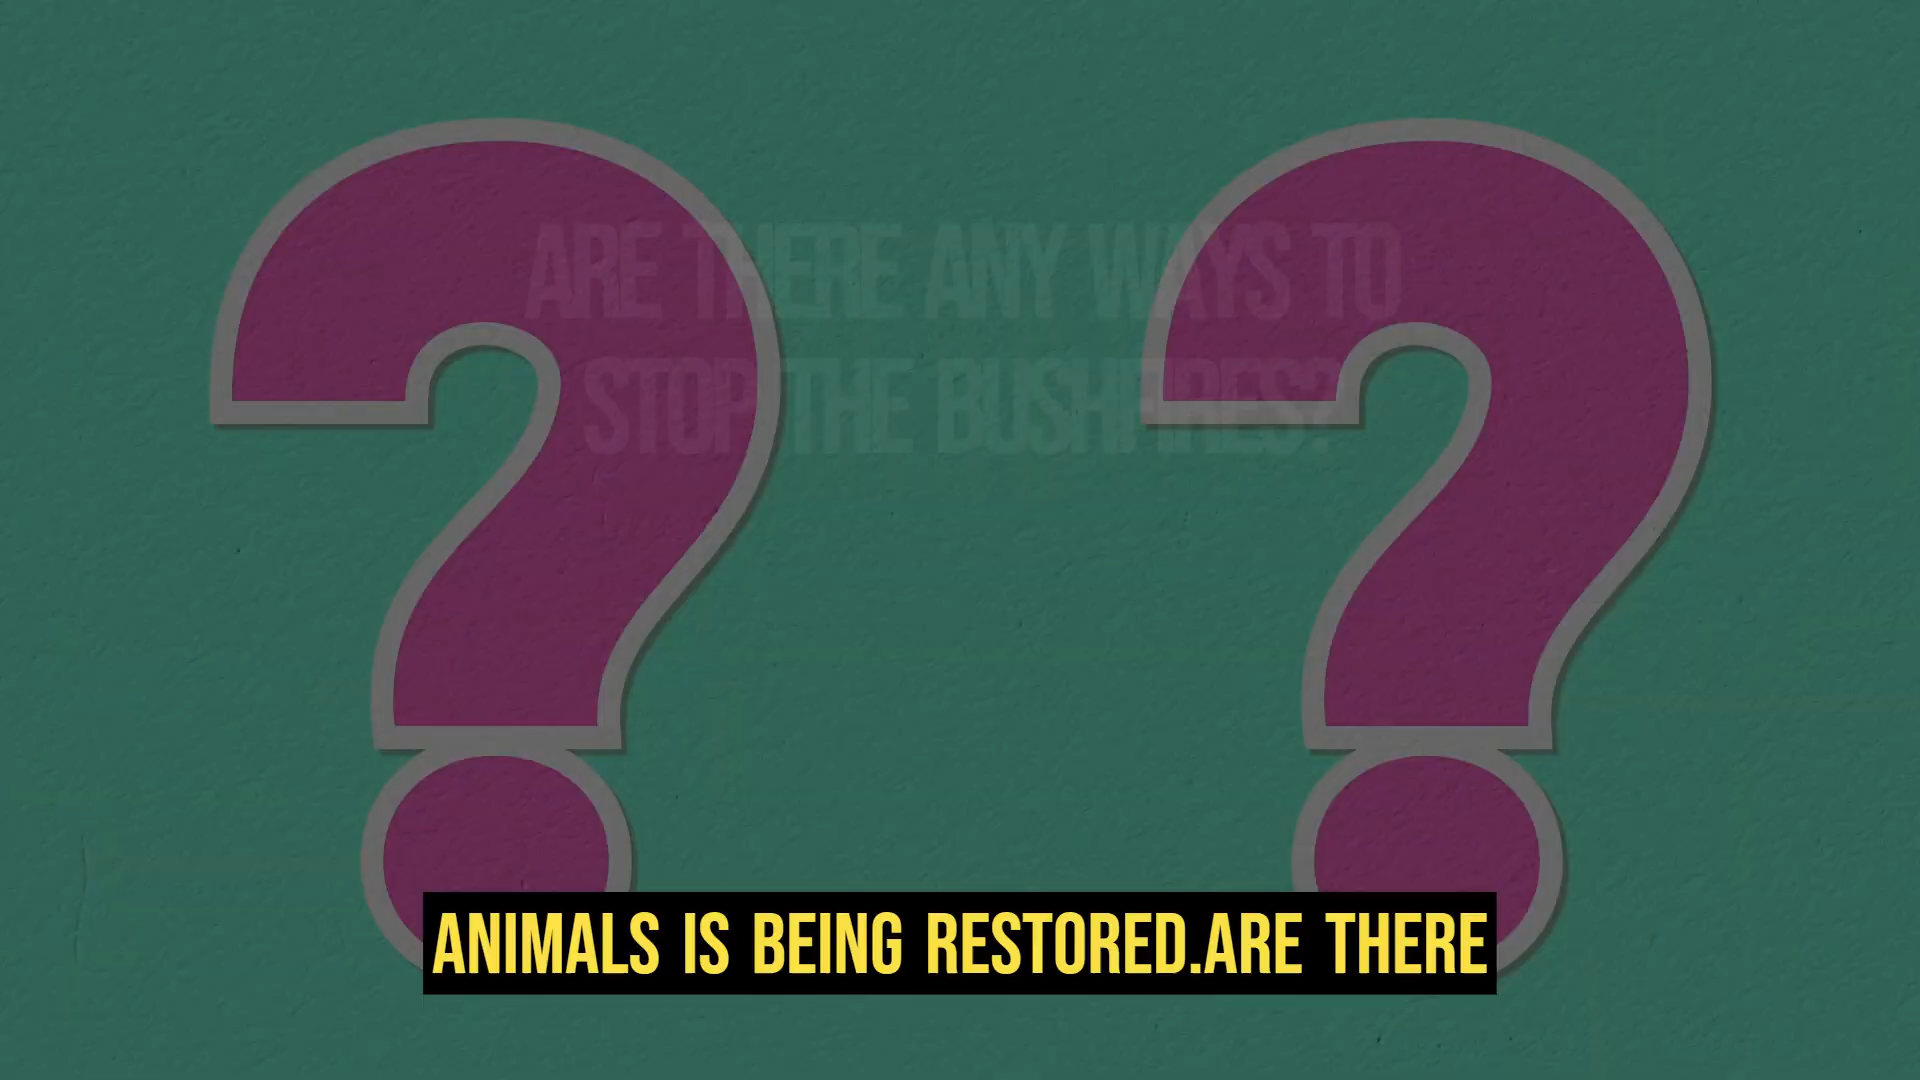 ARE THERE ANY WAYS TO
STOP THE BUSHFIRES?
ANIMALS IS BEING RESTORED.ARE THERE